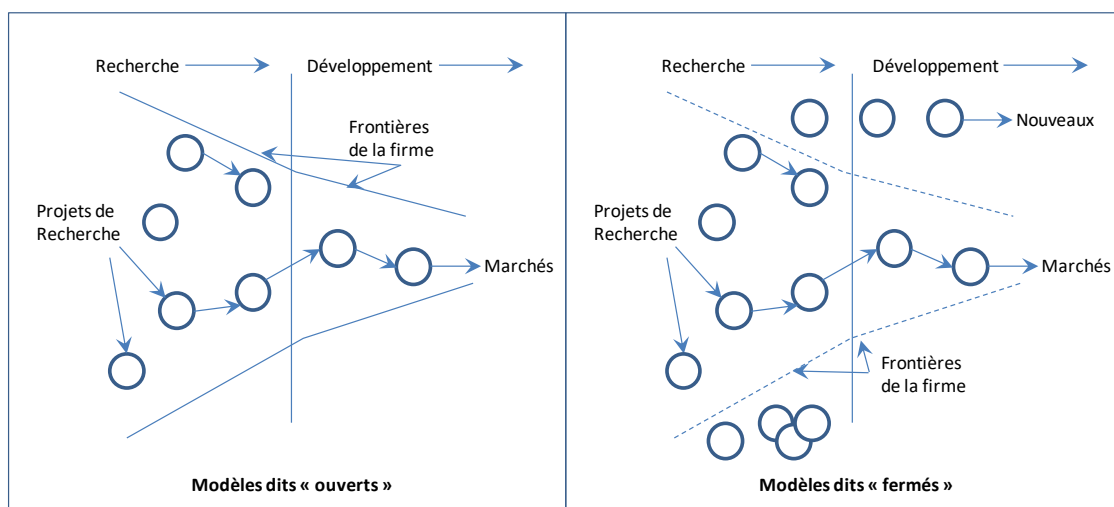 Recherche
Développement
Frontières
de la firme
Projets de
Recherche
Marchés
Modèles dits « ouverts »
Recherche
Développement
Nouveaux
Projets de
Recherche
Marchés
Frontières
de la firme
Modèles dits « fermés »